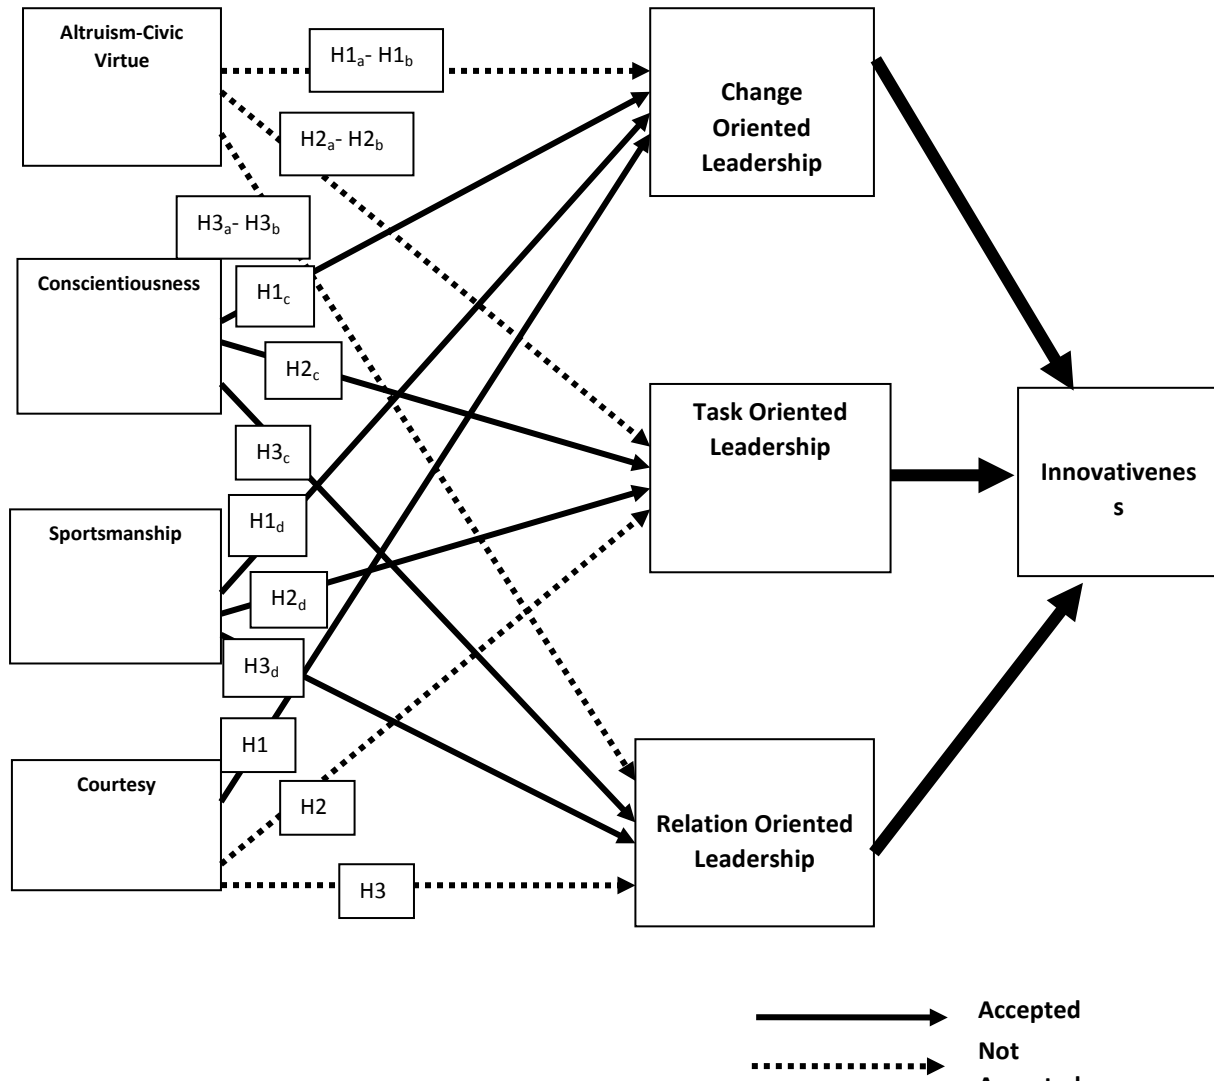 Altruism-Civic
Virtue
H1a- H1b
Change
Oriented
Leadership
H2a- H2b
H3a- H3b
Conscientiousness
H1c
H2c
Task Oriented
Leadership
H3c
Innovativenes
s
Sportsmanship
H1d
H2d
H3d
H1
Courtesy
H2
Relation Oriented
Leadership
H3
Accepted
Not
Accepted